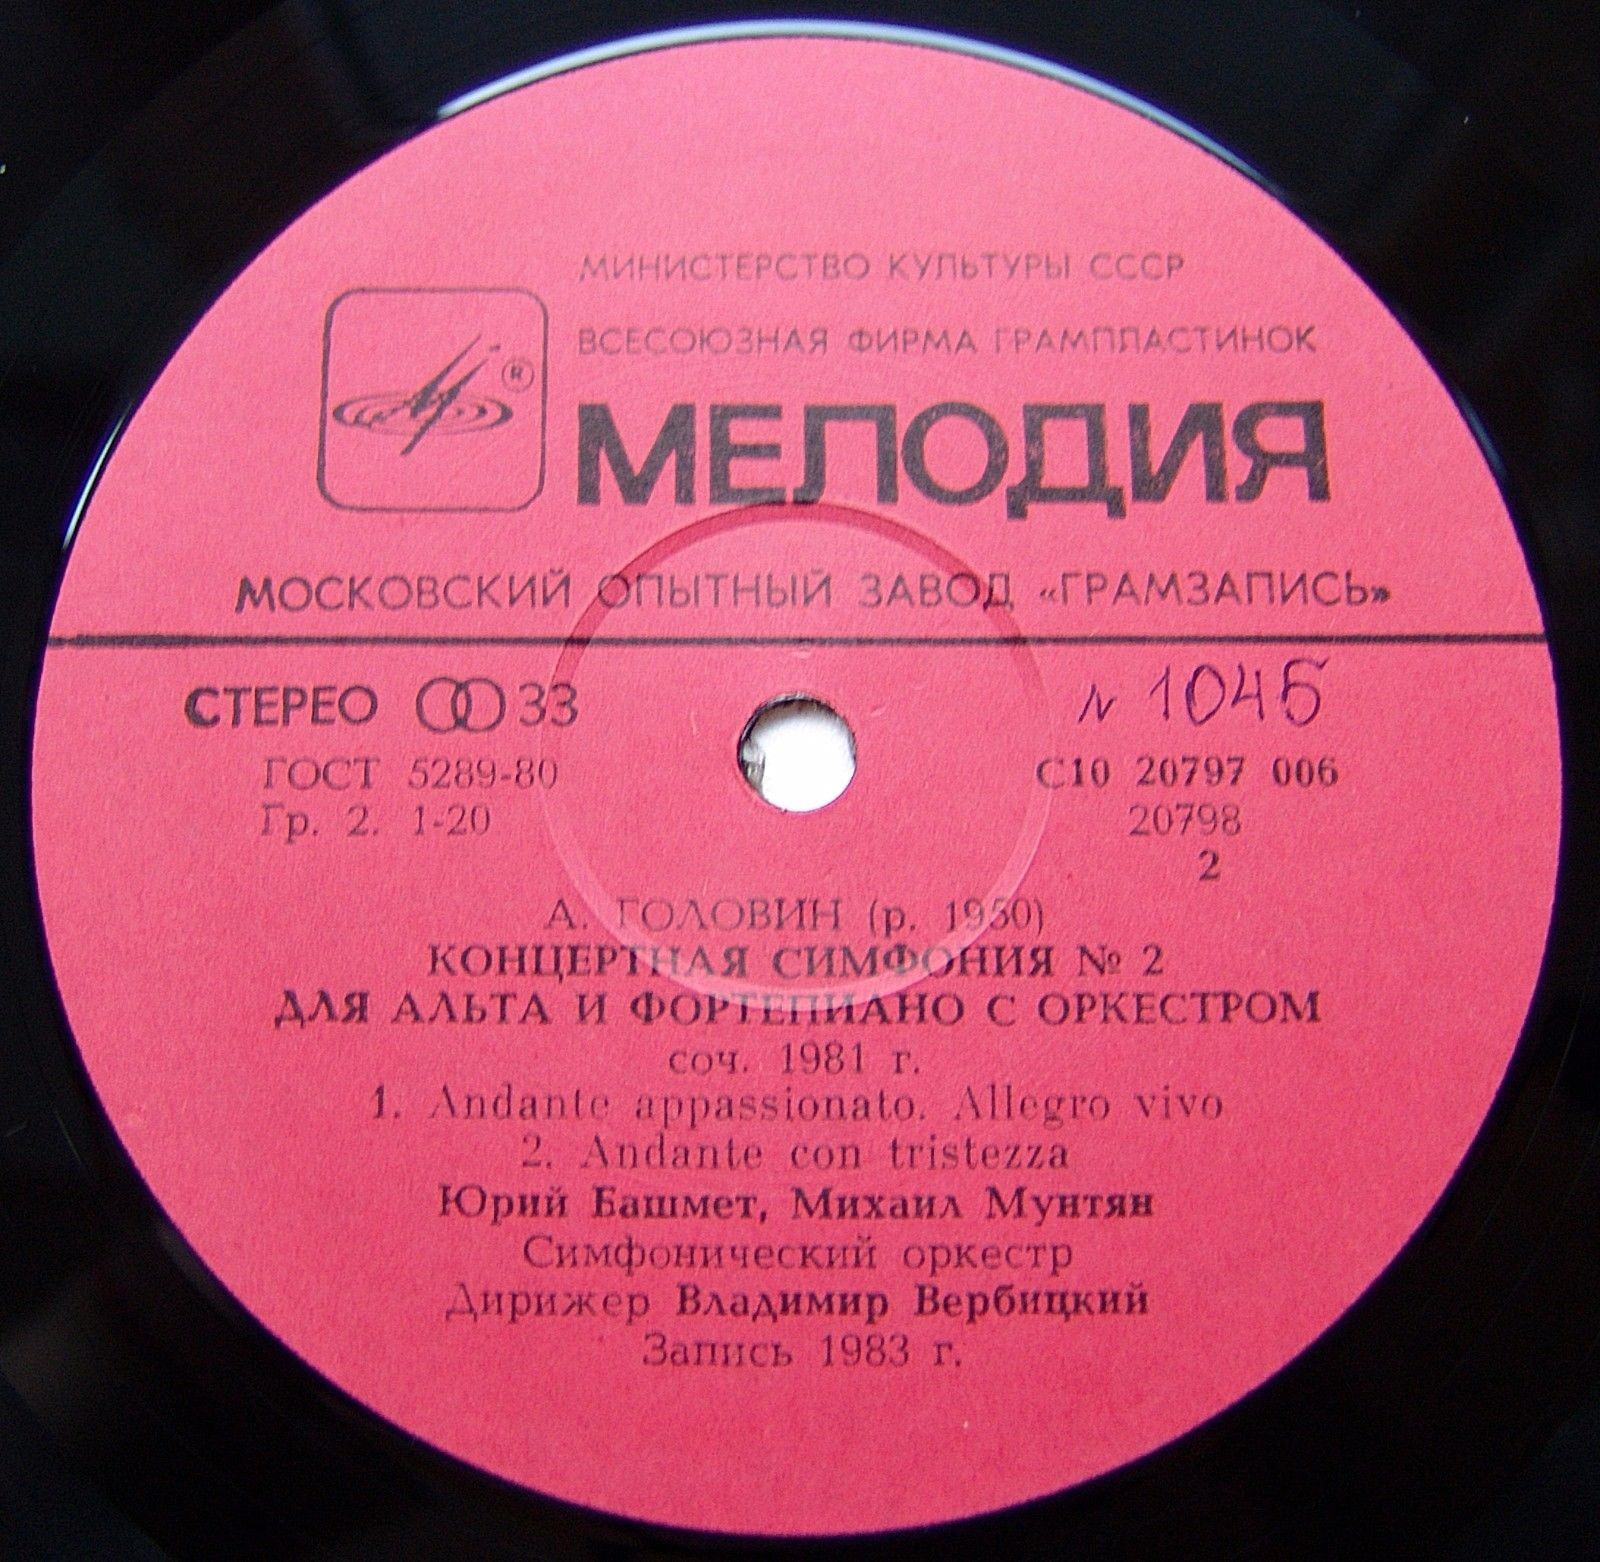 МИНИСТЕРСТВО КУЛЬТУРЫ СССР
ВСЕСОЮЗНАЯ ФИРМА ГРАМПЛАСТИНОК
®
МЕЛОДИЯ
МОСКОВСКИЙ ОПЫТНЫЙ ЗАВОД «ГРАМЗАПИСЬ»
СТЕРЕО 33
ГОСТ 5289-80
Гр. 2. 1-20
№ 1046
С10 20797 006
20798
2
А. ГОЛОВИН (р. 1950)
КОНЦЕРТНАЯ СИМФОНИЯ № 2
ДЛЯ АЛЬТА И ФОРТЕПИАНО С ОРКЕСТРОМ
соч. 1981 г.
1. Andante appassionato. Allegro vivo
2. Andante con tristezza
Юрий Башмет, Михаил Мунтян
Симфонический оркестр
Дирижер Владимир Вербицкий
Запись 1983 г.